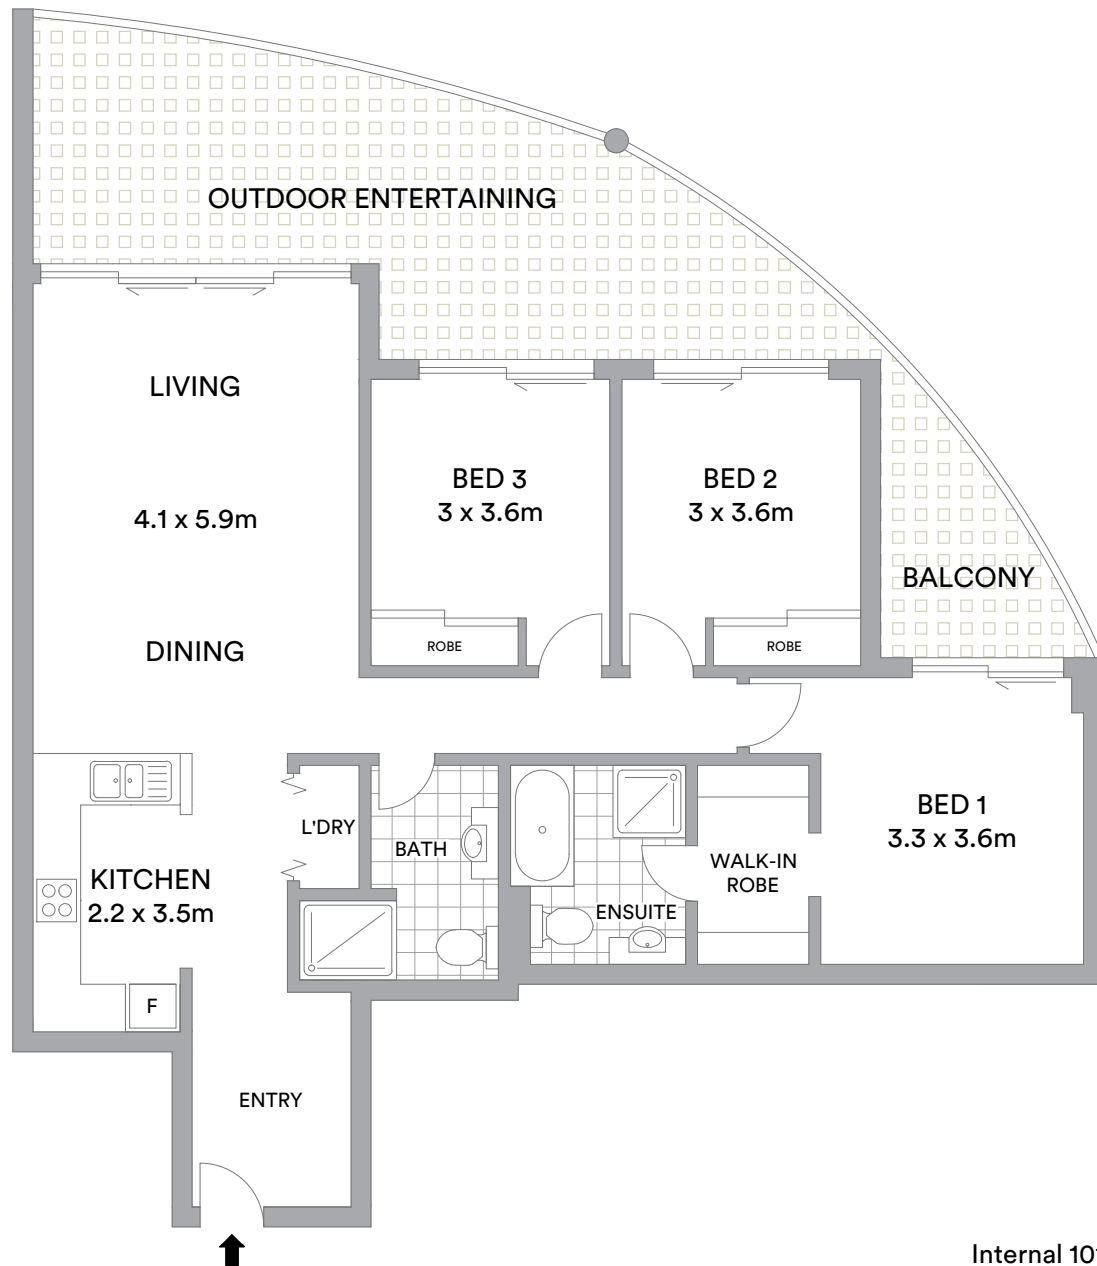 OUTDOOR ENTERTAINING
LIVING
4.1 x 5.9m
DINING
BED 3
3 x 3.6m
BED 2
3 x 3.6m
ROBE
ROBE
BALCONY
BED 1
3.3 x 3.6m
L'DRY
BATH
KITCHEN
2.2 x 3.5m
WALK-IN
ROBE
ENSUITE
F
ENTRY
Internal